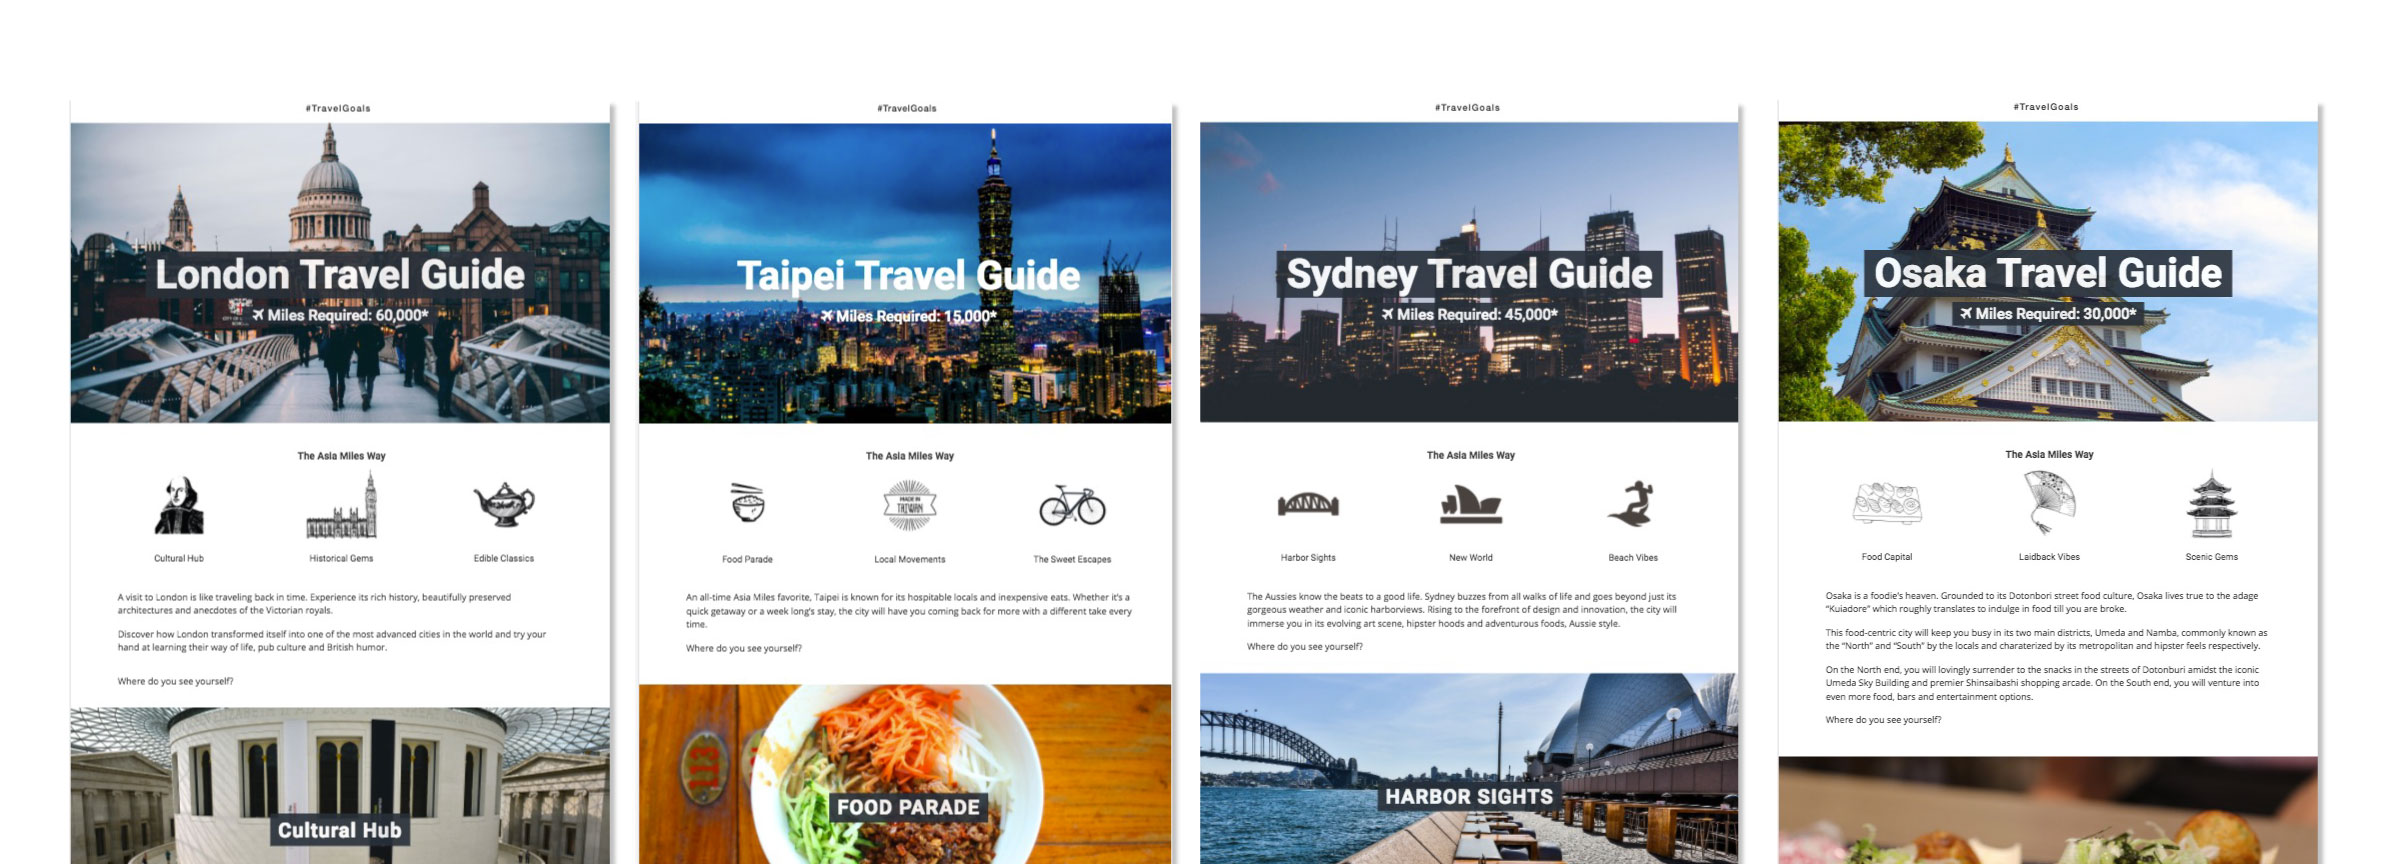 #TravelGoals
London Travel Guide
Miles Required: 60,000*
The Asia Miles Way
Cultural Hub
Historical Gems
Edible Classics
A visit to London is like traveling back in time. Experience its rich history, beautifully preserved
architectures and anecdotes of the Victorian royals.
Discover how London transformed itself into one of the most advanced cities in the world and try your
hand at learning their way of life, pub culture and British humor.
Where do you see yourself?
Cultural Hub
#TravelGoals
Taipei Travel Guide
Miles Required: 15,000*
The Asia Miles Way
MADE IN
TAIWAN
Food Parade
Local Movements
The Sweet Escapes
An all-time Asia Miles favorite, Taipei is known for its hospitable locals and inexpensive eats. Whether it's a
quick getaway or a week long's stay, the city will have you coming back for more with a different take every
time.
Where do you see yourself?
FOOD PARADE
#TravelGoals
Sydney Travel Guide
Miles Required: 45,000*
The Asia Miles Way
Harbor Sights
New World
Beach Vibes
The Aussies know the beats to a good life. Sydney buzzes from all walks of life and goes beyond just its
gorgeous weather and iconic harborviews. Rising to the forefront of design and innovation, the city will
immerse you in its evolving art scene, hipster hoods and adventurous foods, Aussie style.
Where do you see yourself?
HARBOR SIGHTS
#TravelGoals
Osaka Travel Guide
Miles Required: 30,000*
The Asia Miles Way
Food Capital
Laidback Vibes
Scenic Gems
Osaka is a foodie's heaven. Grounded to its Dotonbori street food culture, Osaka lives true to the adage
“Kuiadore” which roughly translates to indulge in food till you are broke.
This food-centric city will keep you busy in its two main districts, Umeda and Namba, commonly known as
the “North” and “South” by the locals and charaterized by its metropolitan and hipster feels respectively.
On the North end, you will lovingly surrender to the snacks in the streets of Dotonburi amidst the iconic
Umeda Sky Building and premier Shinsaibashi shopping arcade. On the South end, you will venture into
even more food, bars and entertainment options.
Where do you see yourself?